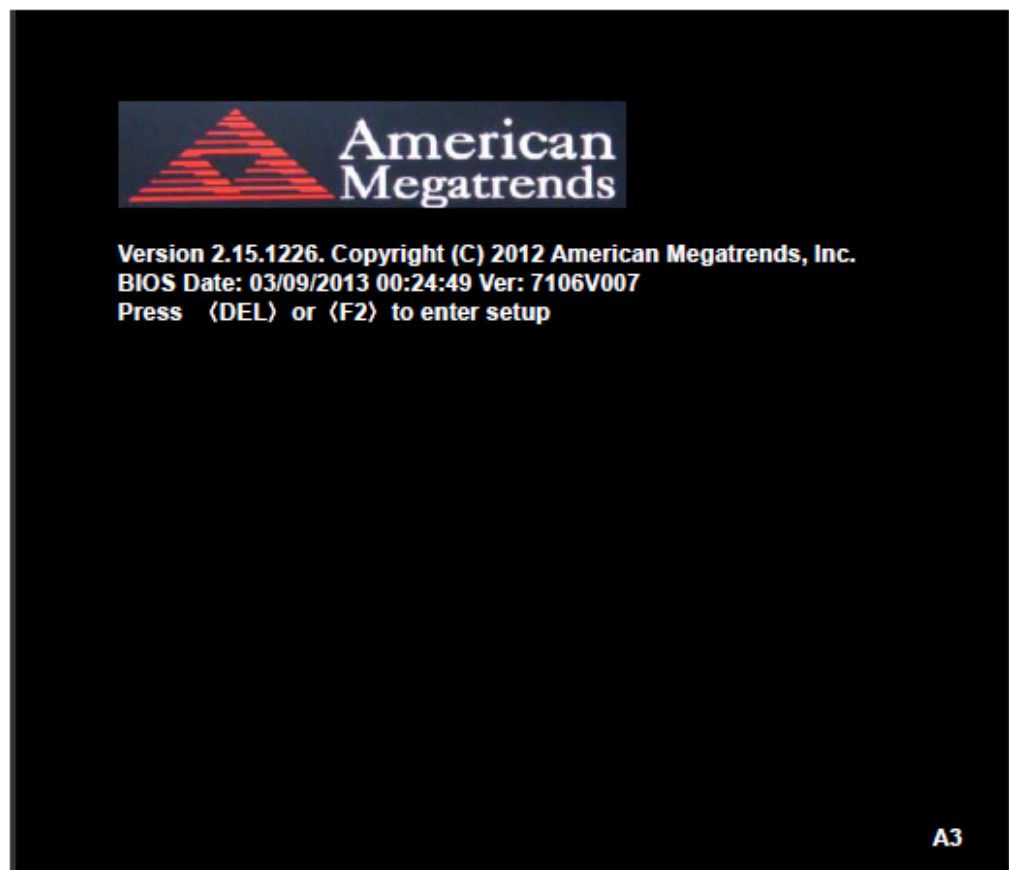 American
Megatrends
Version 2.15.1226. Copyright (C) 2012 American Megatrends, Inc.
BIOS Date: 03/09/2013 00:24:49 Ver: 7106V007
Press 〈DEL〉 or 〈F2〉 to enter setup
A3